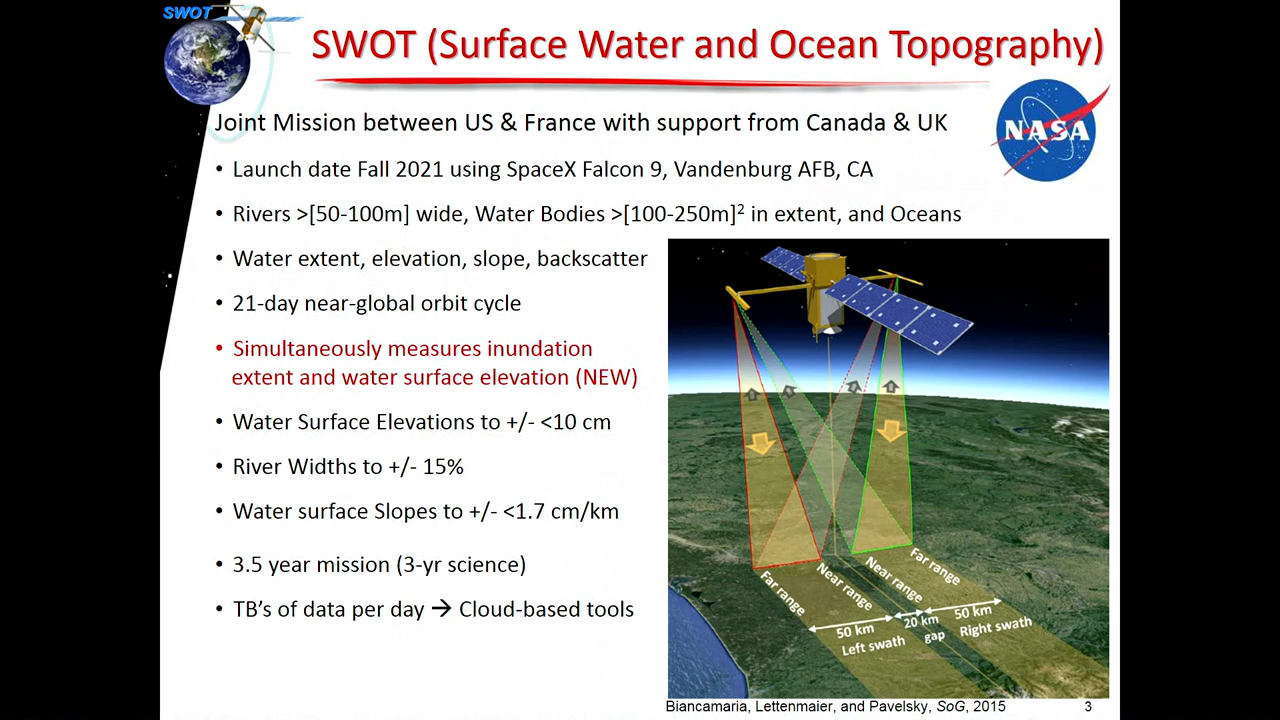 SWOT
SWOT (Surface Water and Ocean Topography)
NASA
Joint Mission between US & France with support from Canada & UK
• Launch date Fall 2021 using SpaceX Falcon 9, Vandenburg AFB, CA
• Rivers >[50-100m] wide, Water Bodies >[100-250m]² in extent, and Oceans
• Water extent, elevation, slope, backscatter
• 21-day near-global orbit cycle
• Simultaneously measures inundation
extent and water surface elevation (NEW)
• Water Surface Elevations to +/- <10 cm
• River Widths to +/- 15%
• Water surface Slopes to +/- <1.7 cm/km
• 3.5 year mission (3-yr science)
• TB's of data per day → Cloud-based tools
Far range
Near range
Near range
Far range
50 km
Left swath
20 km
gap
50 km
Right swath
Biancamaria, Lettenmaier, and Pavelsky, SoG, 2015
3